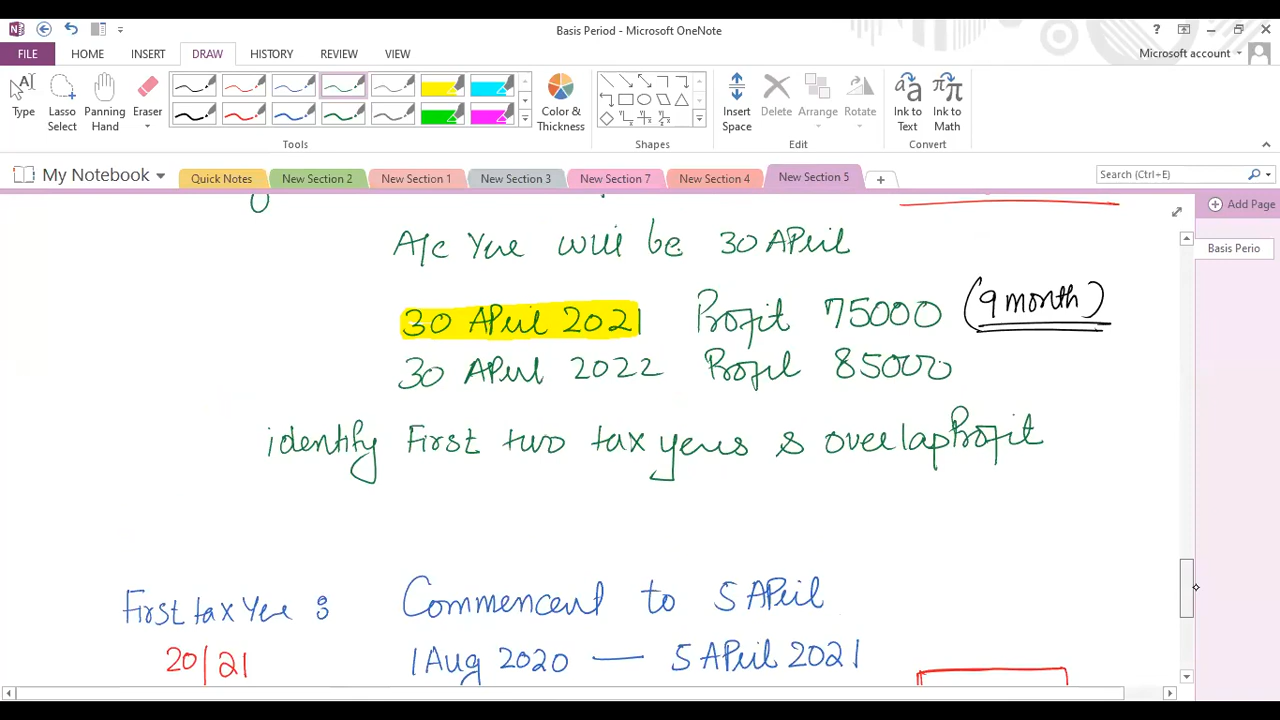 Basis Period - Microsoft OneNote
FILE HOME INSERT DRAW HISTORY REVIEW VIEW
Microsoft account
Type Lasso Select Panning Hand Eraser
Color & Thickness
Insert Space Delete Arrange Rotate
Ink to Text Ink to Math
Tools Shapes Edit Convert
My Notebook Quick Notes New Section 2 New Section 1 New Section 3 New Section 7 New Section 4 New Section 5
Search (Ctrl+E)
Add Page
Basis Perio
A/c Year will be 30 April
30 April 2021 Profit 75000 (9 month)
30 April 2022 Profit 85000
identify First two tax years & overlap Profit
First tax Year : Commencent to 5 April
20/21 1 Aug 2020 — 5 April 2021